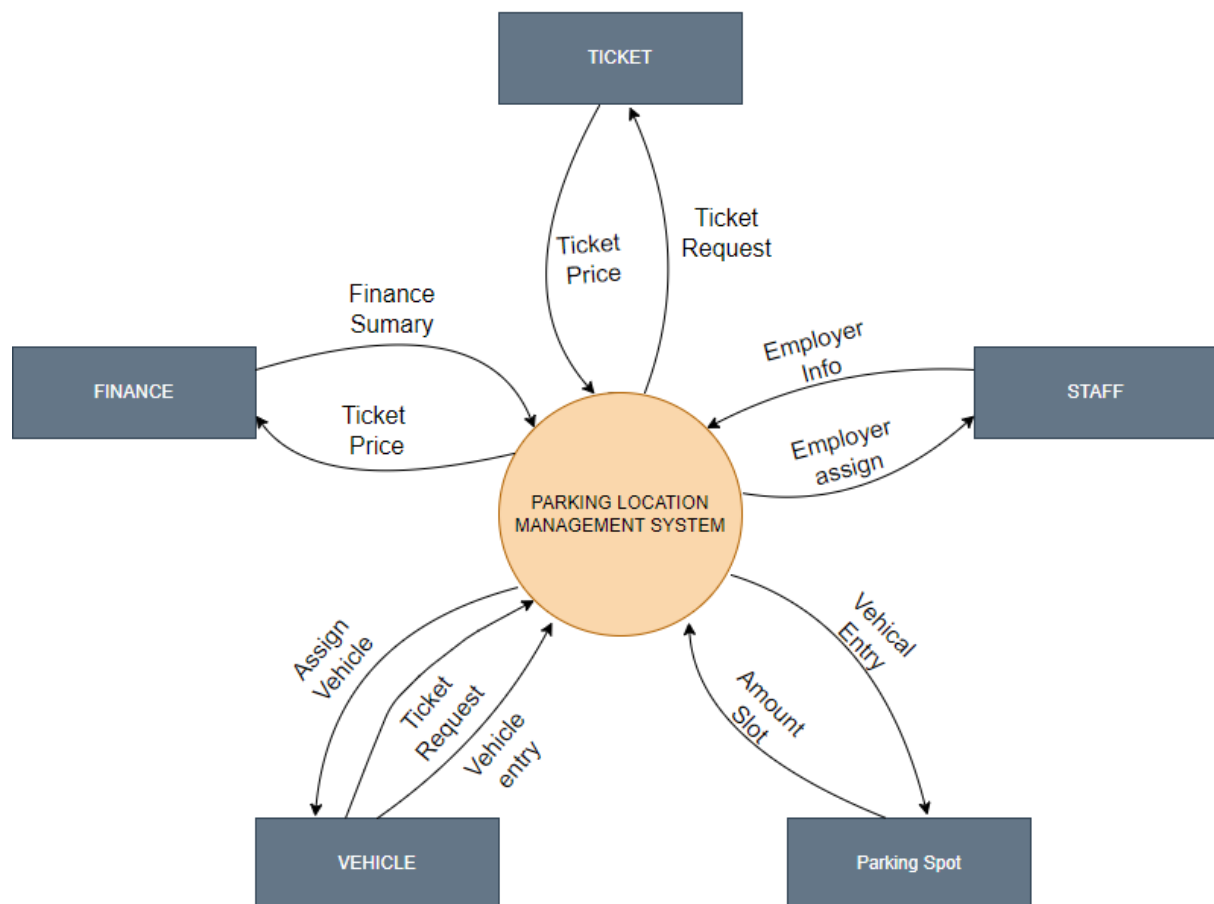 TICKET
Ticket
Price
Ticket
Request
Finance
Sumary
FINANCE
Ticket
Price
Employer
Info
STAFF
Employer
assign
PARKING LOCATION
MANAGEMENT SYSTEM
Assign
Vehicle
Ticket
Request
Vehicle
entry
Amount
Slot
Vehical
Entry
VEHICLE
Parking Spot